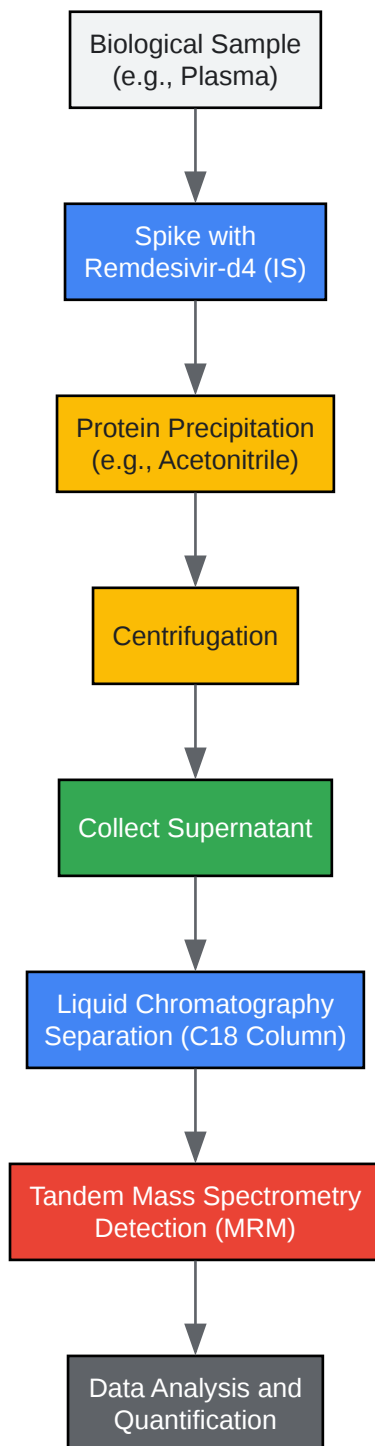 Biological Sample
(e.g., Plasma)
Spike with
Remdesivir-d4 (IS)
Protein Precipitation
(e.g., Acetonitrile)
Centrifugation
Collect Supernatant
Liquid Chromatography
Separation (C18 Column)
Tandem Mass Spectrometry
Detection (MRM)
Data Analysis and
Quantification